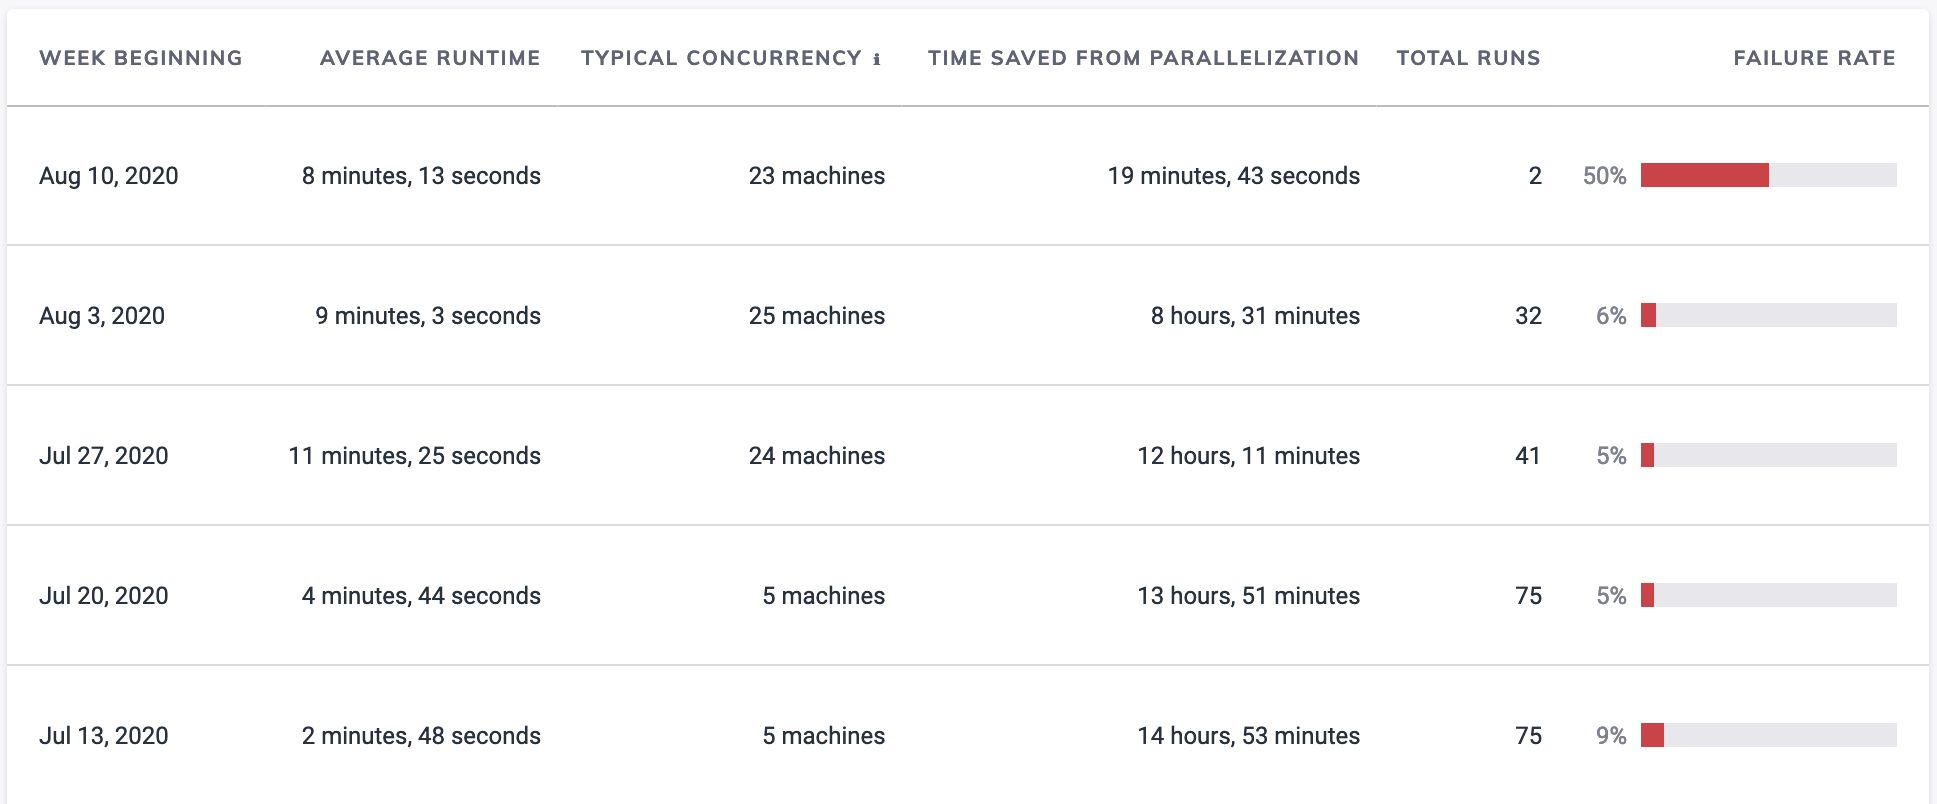 WEEK BEGINNING AVERAGE RUNTIME TYPICAL CONCURRENCY i TIME SAVED FROM PARALLELIZATION TOTAL RUNS FAILURE RATE
Aug 10, 2020 8 minutes, 13 seconds 23 machines 19 minutes, 43 seconds 2 50%
Aug 3, 2020 9 minutes, 3 seconds 25 machines 8 hours, 31 minutes 32 6%
Jul 27, 2020 11 minutes, 25 seconds 24 machines 12 hours, 11 minutes 41 5%
Jul 20, 2020 4 minutes, 44 seconds 5 machines 13 hours, 51 minutes 75 5%
Jul 13, 2020 2 minutes, 48 seconds 5 machines 14 hours, 53 minutes 75 9%